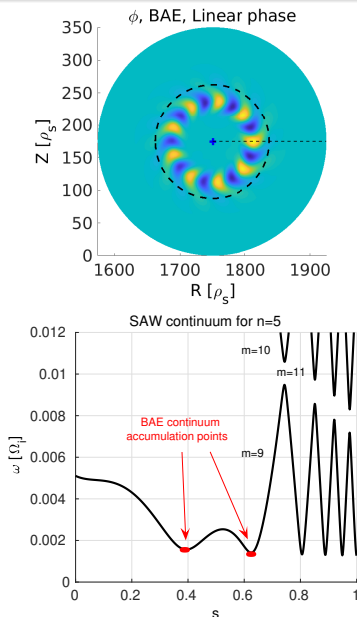 ϕ, BAE, Linear phase
350
300
250
200
150
100
50
0
Z [ρs]
1600 1700 1800 1900
R [ρs]
SAW continuum for n=5
0.012
0.01
0.008
0.006
0.004
0.002
0
ω [Ωi]
m=10
m=11
BAE continuum
accumulation points
m=9
0 0.2 0.4 0.6 0.8 1
s